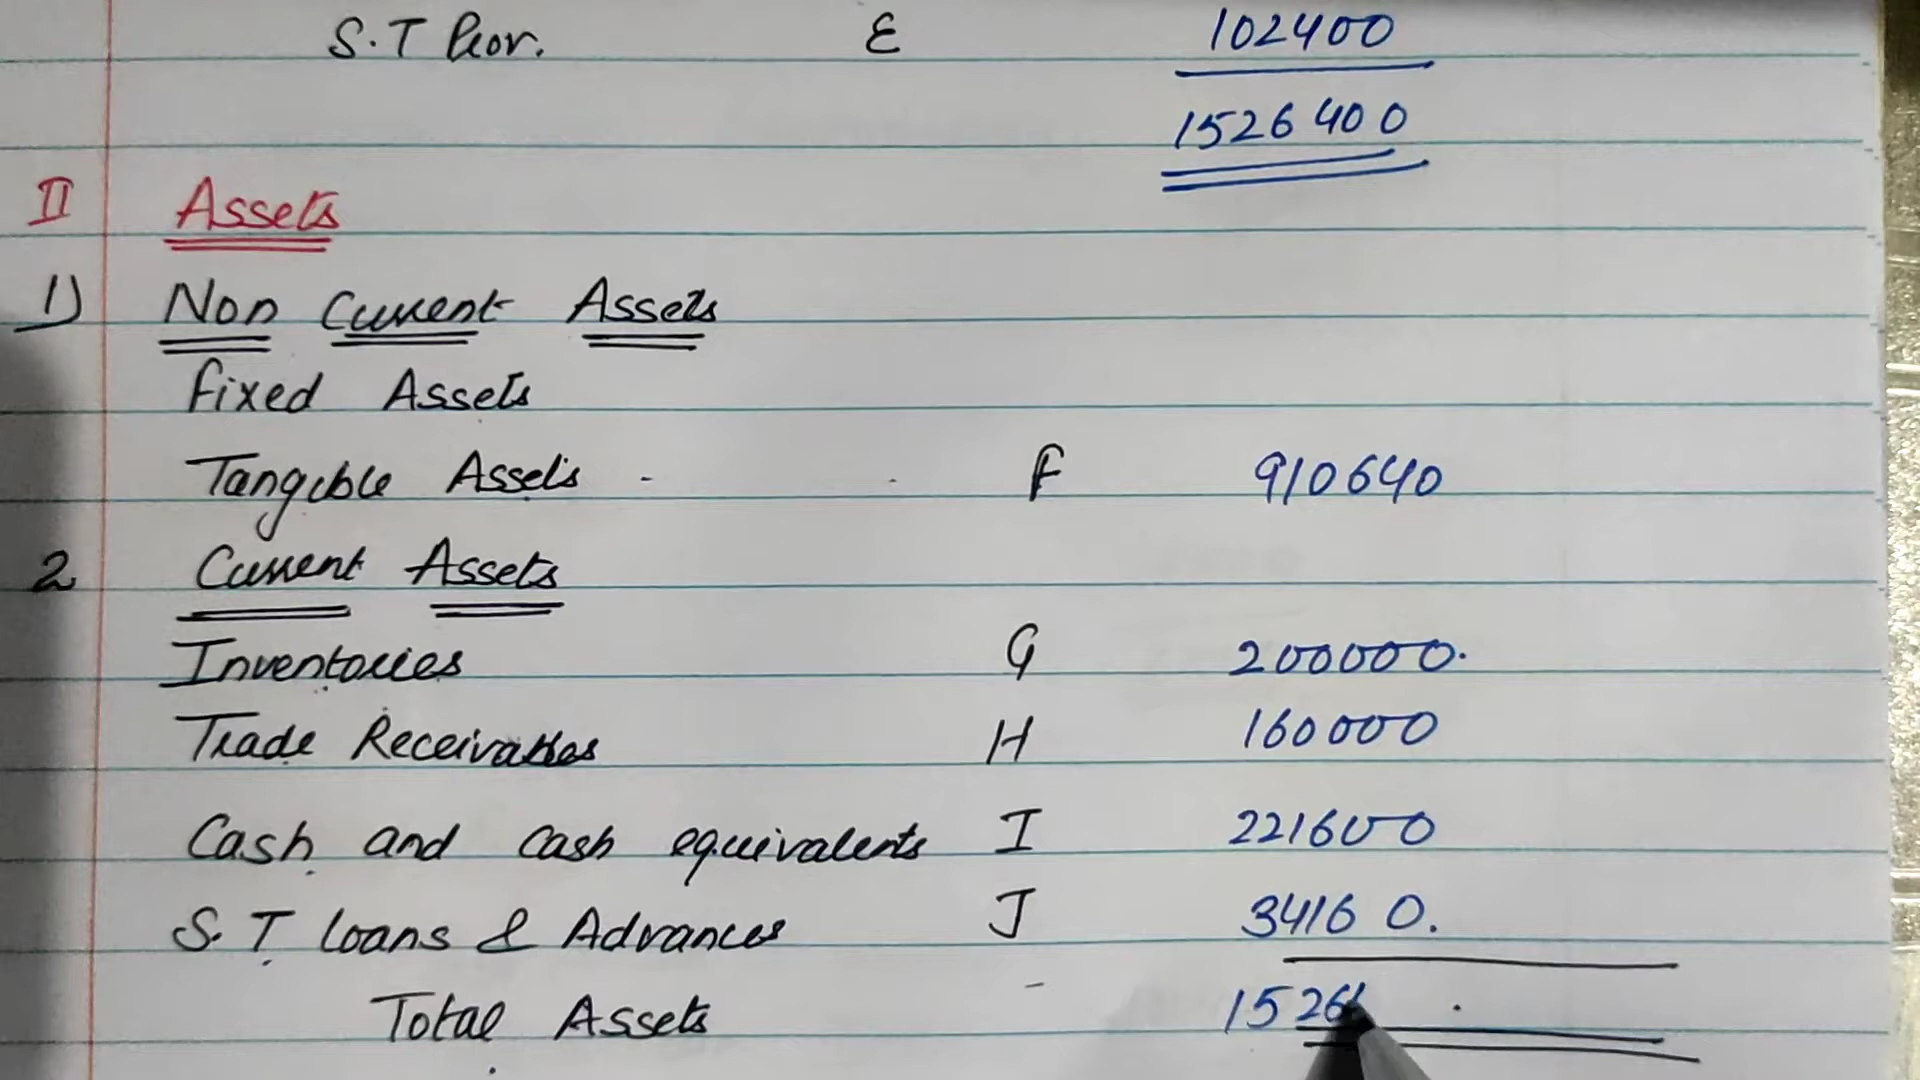 S.T Prov. E 102400
1526400
II Assets
1) Non Current Assets
Fixed Assets
Tangible Assets - F 910640
2 Current Assets
Inventories G 200000.
Trade Receivables H 160000
Cash and cash equivalents I 221600
S.T loans & Advances J 34160.
Total Assets - 1526